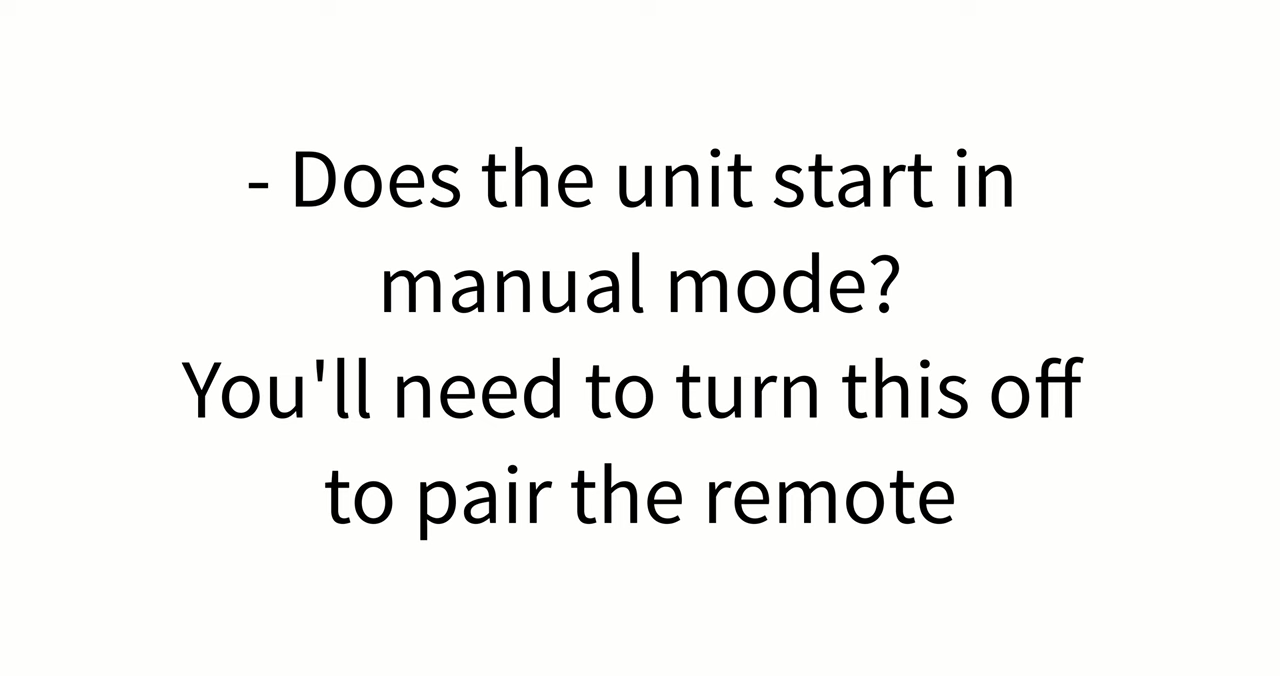 - Does the unit start in
manual mode?
You'll need to turn this off
to pair the remote